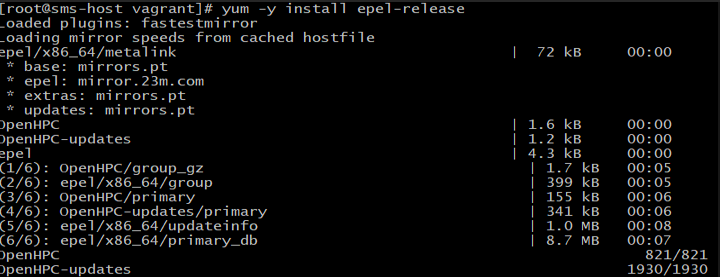 [root@sms-host vagrant]# yum -y install epel-release
Loaded plugins: fastestmirror
Loading mirror speeds from cached hostfile
epel/x86_64/metalink | 72 kB 00:00
* base: mirrors.pt
* epel: mirror.23m.com
* extras: mirrors.pt
* updates: mirrors.pt
OpenHPC | 1.6 kB 00:00
OpenHPC-updates | 1.2 kB 00:00
epel | 4.3 kB 00:00
(1/6): OpenHPC/group_gz | 1.7 kB 00:05
(2/6): epel/x86_64/group | 399 kB 00:05
(3/6): OpenHPC/primary | 155 kB 00:06
(4/6): OpenHPC-updates/primary | 341 kB 00:06
(5/6): epel/x86_64/updateinfo | 1.0 MB 00:08
(6/6): epel/x86_64/primary_db | 8.7 MB 00:07
OpenHPC 821/821
OpenHPC-updates 1930/1930